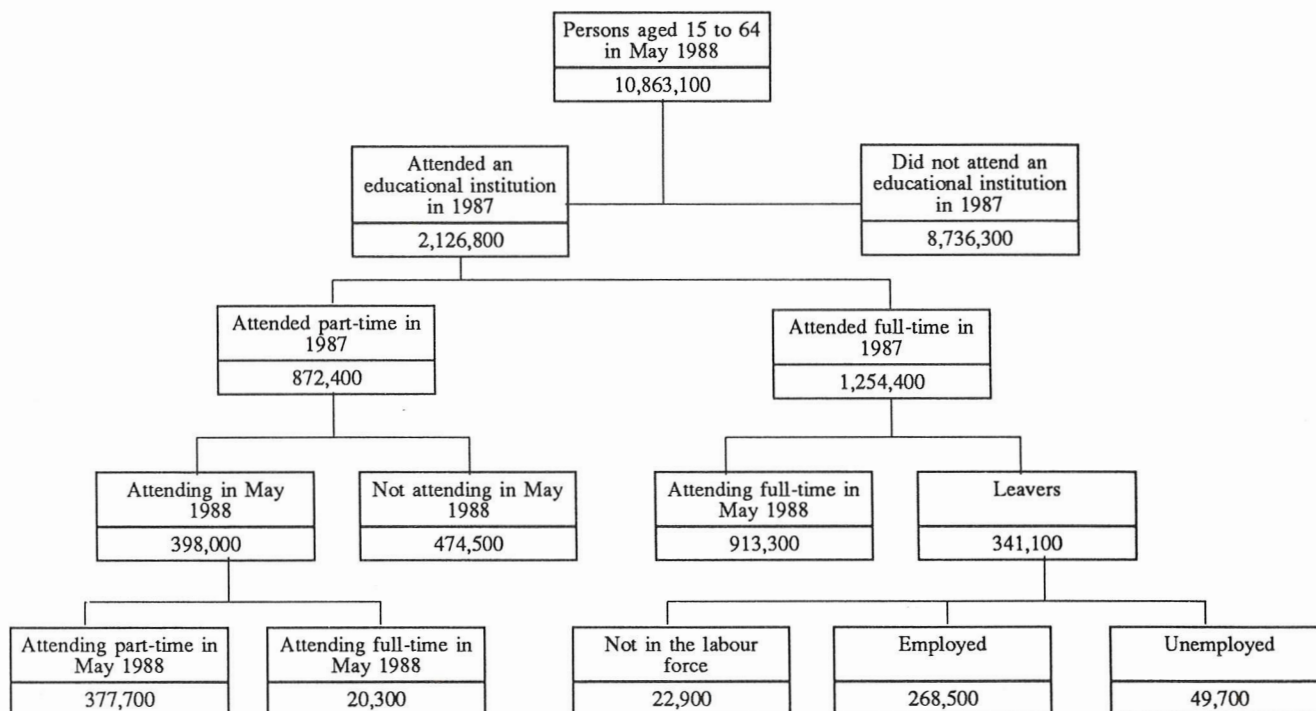 Persons aged 15 to 64
in May 1988
10,863,100
Attended an
educational institution
in 1987
2,126,800
Did not attend an
educational institution
in 1987
8,736,300
Attended part-time in
1987
872,400
Attended full-time in
1987
1,254,400
Attending in May
1988
398,000
Not attending in May
1988
474,500
Attending full-time in
May 1988
913,300
Leavers
341,100
Attending part-time in
May 1988
377,700
Attending full-time in
May 1988
20,300
Not in the labour
force
22,900
Employed
268,500
Unemployed
49,700